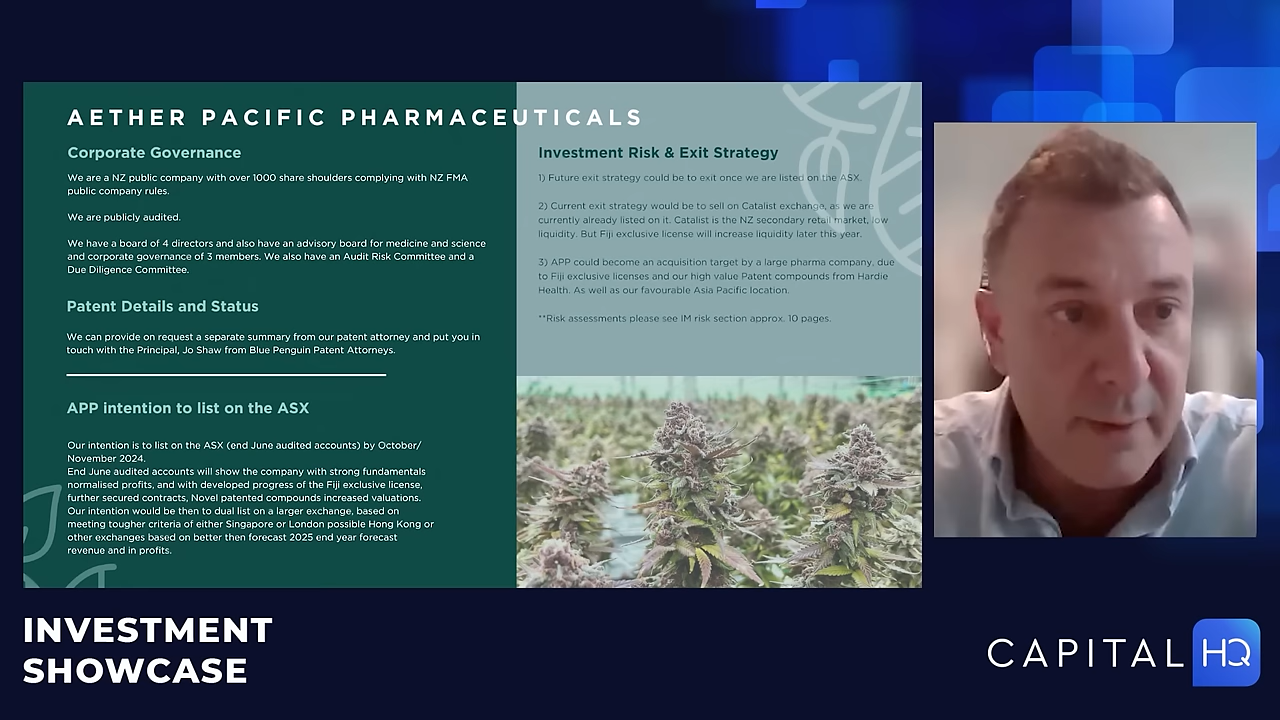 AETHER PACIFIC PHARMACEUTICALS
Corporate Governance
We are a NZ public company with over 1000 share shoulders complying with NZ FMA
public company rules.
We are publicly audited.
We have a board of 4 directors and also have an advisory board for medicine and science
and corporate governance of 3 members. We also have an Audit Risk Committee and a
Due Diligence Committee.
Patent Details and Status
We can provide on request a separate summary from our patent attorney and put you in
touch with the Principal, Jo Shaw from Blue Penguin Patent Attorneys.
APP intention to list on the ASX
Our intention is to list on the ASX (end June audited accounts) by October/
November 2024.
End June audited accounts will show the company with strong fundamentals
normalised profits, and with developed progress of the Fiji exclusive license,
further secured contracts, Novel patented compounds increased valuations.
Our intention would be then to dual list on a larger exchange, based on
meeting tougher criteria of either Singapore or London possible Hong Kong or
other exchanges based on better then forecast 2025 end year forecast
revenue and in profits.
Investment Risk & Exit Strategy
1) Future exit strategy could be to exit once we are listed on the ASX.
2) Current exit strategy would be to sell on Catalist exchange, as we are
currently already listed on it. Catalist is the NZ secondary retail market, low
liquidity. But Fiji exclusive license will increase liquidity later this year.
3) APP could become an acquisition target by a large pharma company, due
to Fiji exclusive licenses and our high value Patent compounds from Hardie
Health. As well as our favourable Asia Pacific location.
**Risk assessments please see IM risk section approx. 10 pages.
INVESTMENT
SHOWCASE
CAPITAL HQ